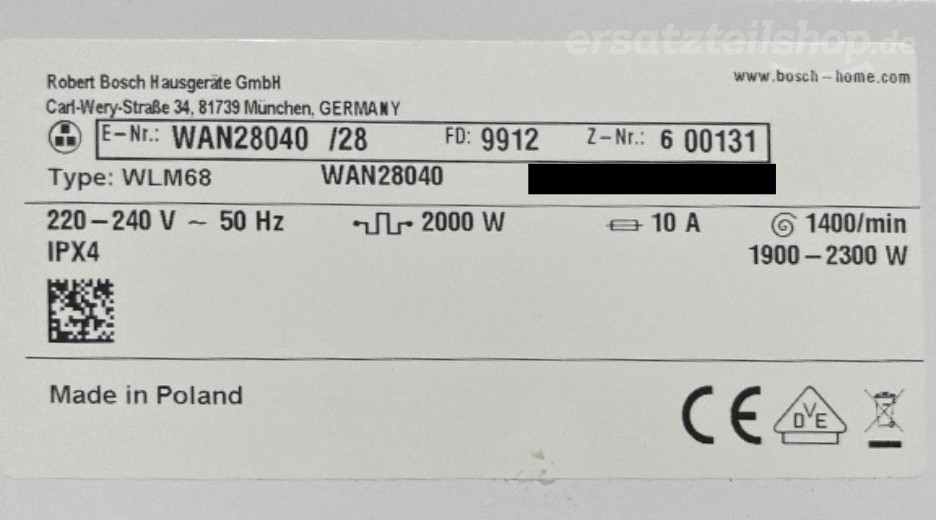 ersatzteilshop.de
Robert Bosch Hausgeräte GmbH
www.bosch-home.com
Carl-Wery-Straße 34, 81739 München, GERMANY
E-Nr.: WAN28040 /28 FD: 9912 Z-Nr.: 6 00131
Type: WLM68 WAN28040
220-240 V ~ 50 Hz 2000 W 10 A 1400/min
IPX4 1900-2300 W
Made in Poland
CE DVE